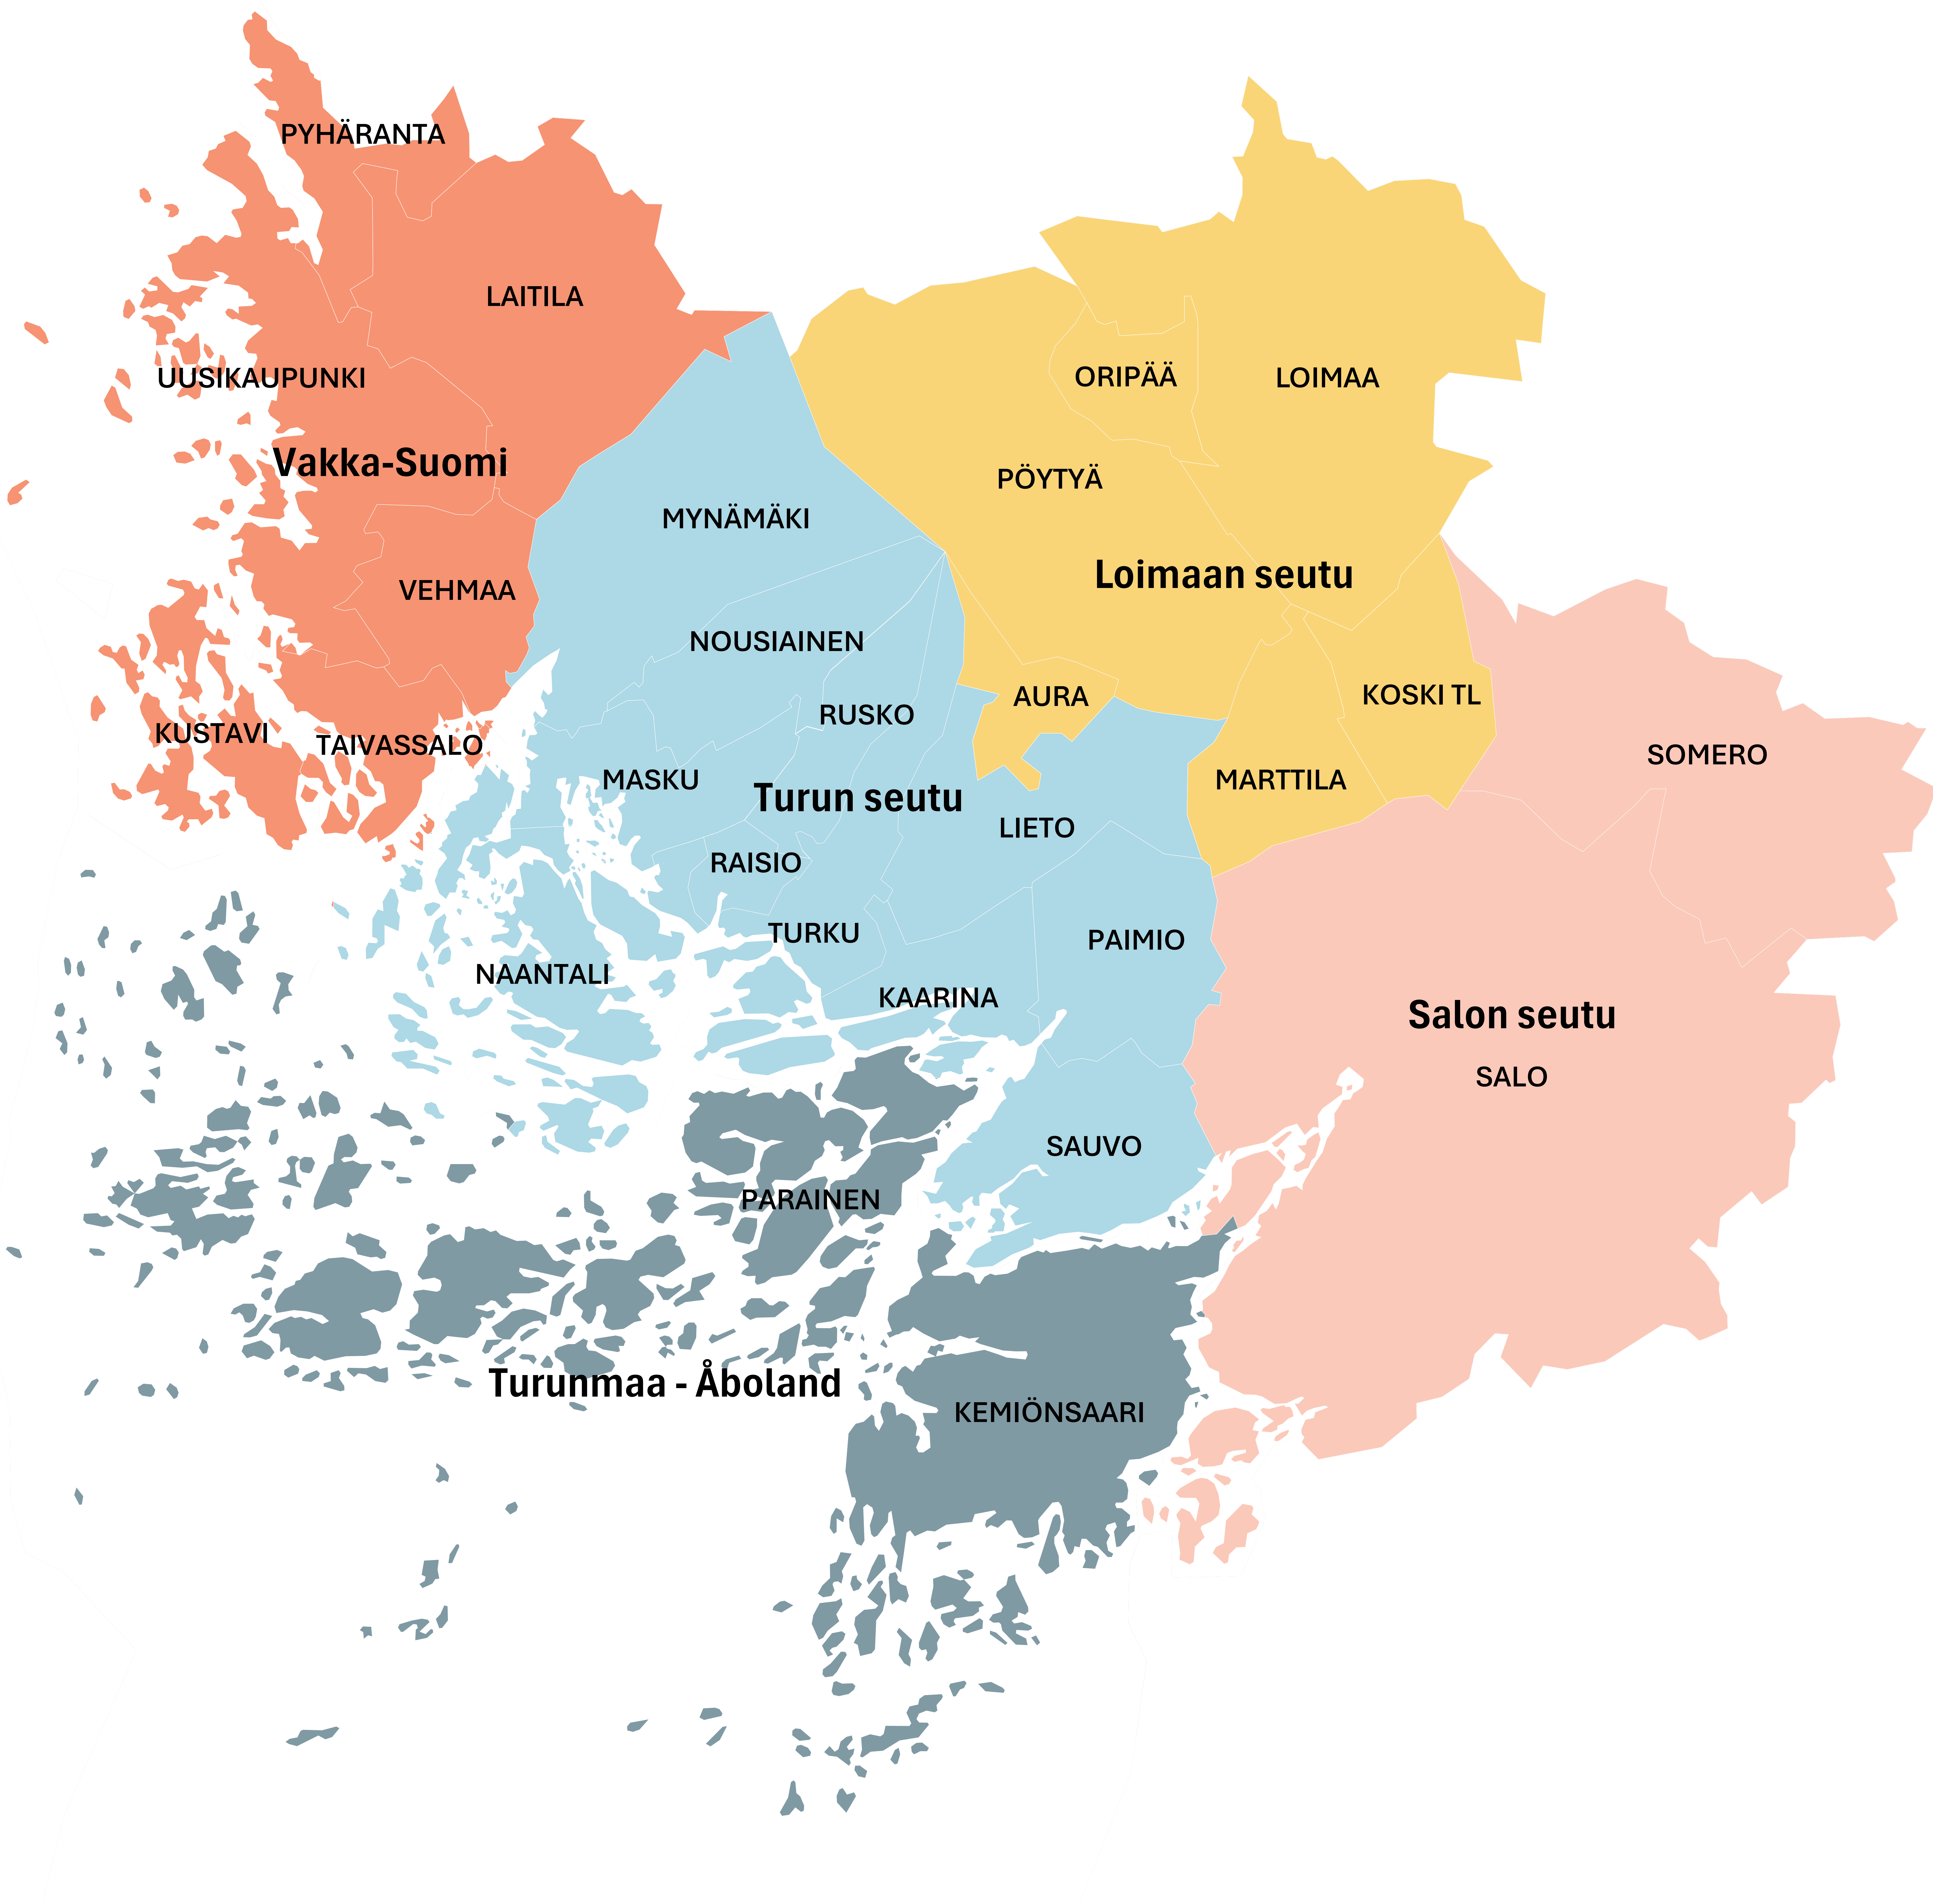 PYHÄRANTA
LAITILA
UUSIKAUPUNKI
ORIPÄÄ
LOIMAA
Vakka-Suomi
PÖYTYÄ
MYNÄMÄKI
Loimaan seutu
VEHMAA
NOUSIAINEN
AURA
KOSKI TL
RUSKO
KUSTAVI
TAIVASSALO
SOMERO
MASKU
MARTTILA
Turun seutu
LIETO
RAISIO
TURKU
PAIMIO
NAANTALI
KAARINA
Salon seutu
SALO
SAUVO
PARAINEN
Turunmaa - Åboland
KEMIÖNSAARI